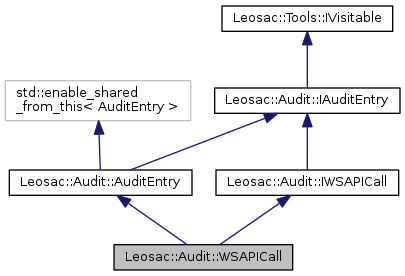 Leosac::Tools::IVisitable
std::enable_shared
_from_this< AuditEntry >
Leosac::Audit::IAuditEntry
Leosac::Audit::AuditEntry
Leosac::Audit::IWSAPICall
Leosac::Audit::WSAPICall